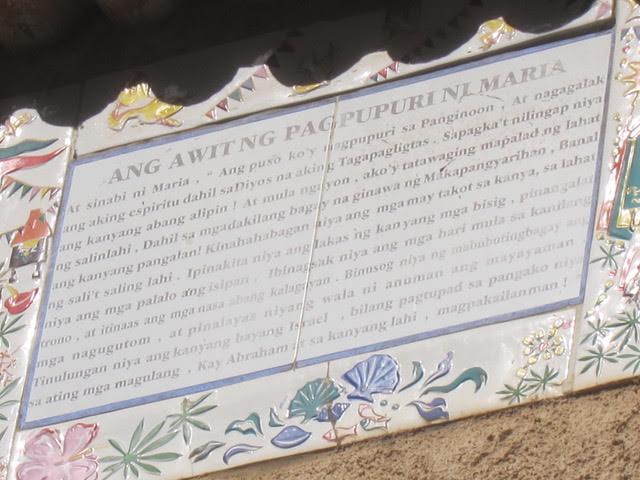 ANG AWIT NG PAGPUPURI NI MARIA
At sinabi ni Maria, " Ang puso ko'y nagpupuri sa Panginoon. At nagagalak
ang aking espiritu dahil sa Diyos na aking Tagapagligtas. Sapagka't nilingap niya
ang kanyang abang alipin! At mula ngayon, ako'y tatawaging mapalad ng lahat
ng salinlahi. Dahil sa mga dakilang bagay na ginawa ng Makapangyarihan, Banal
ang kanyang pangalan! Kinahahabagan niya ang mga may takot sa kanya, sa lahat
ng sali't saling lahi. Ipinakita niya ang lakas ng kanyang mga bisig, pinangalat
niya ang mga palalo ang isipan. Ibinagsak niya ang mga hari mula sa kanilang
trono, at itinaas ang mga nasa abang kalagayan. Binusog niya ng mabubuting bagay ang
mga nagugutom, at pinalayas niyang wala ni anuman ang mayayaman
Tinulungan niya ang kanyang bayang Israel, bilang pagtupad sa pangako niya
sa ating mga magulang, Kay Abraham at sa kanyang lahi, magpakailanman!